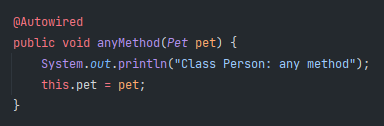 @Autowired
public void anyMethod(Pet pet) {
    System.out.println("Class Person: any method");
    this.pet = pet;
}